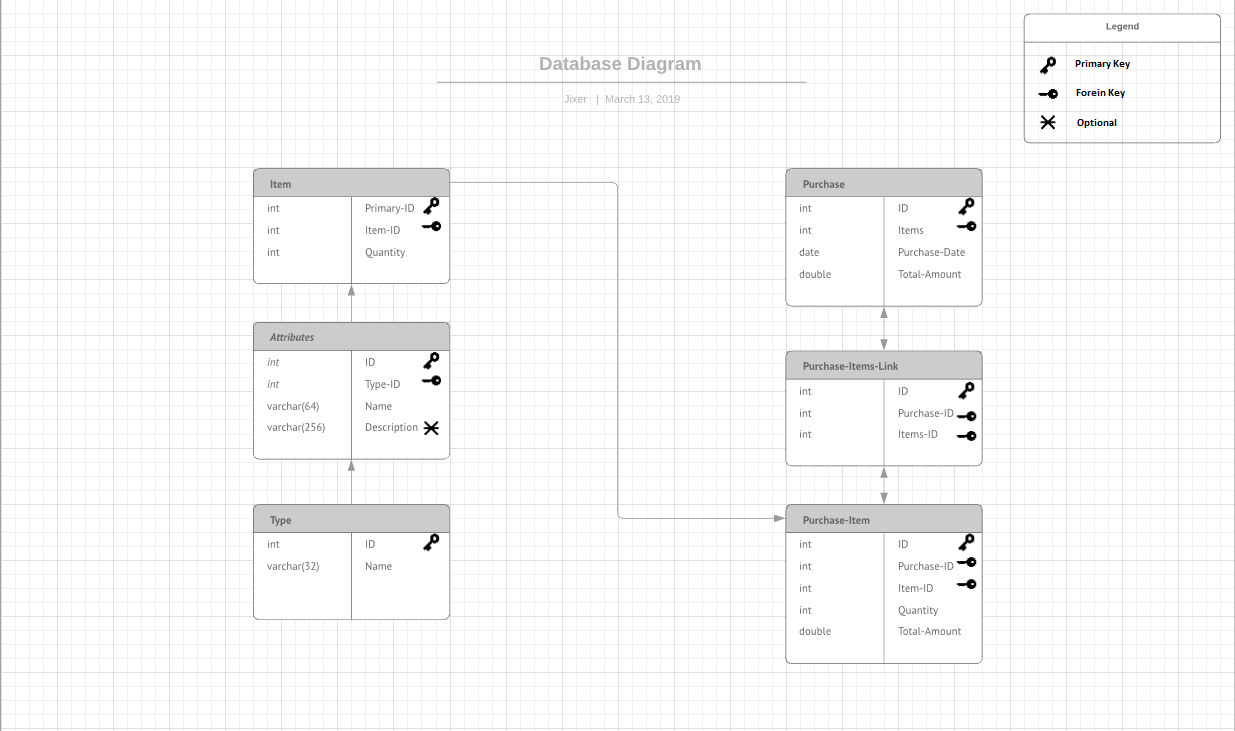 Legend
Primary Key
Forein Key
Optional
Database Diagram
Jixer | March 13, 2019
Item
int Primary-ID
int Item-ID
int Quantity
Attributes
int ID
int Type-ID
varchar(64) Name
varchar(256) Description
Type
int ID
varchar(32) Name
Purchase
int ID
int Items
date Purchase-Date
double Total-Amount
Purchase-Items-Link
int ID
int Purchase-ID
int Items-ID
Purchase-Item
int ID
int Purchase-ID
int Item-ID
int Quantity
double Total-Amount